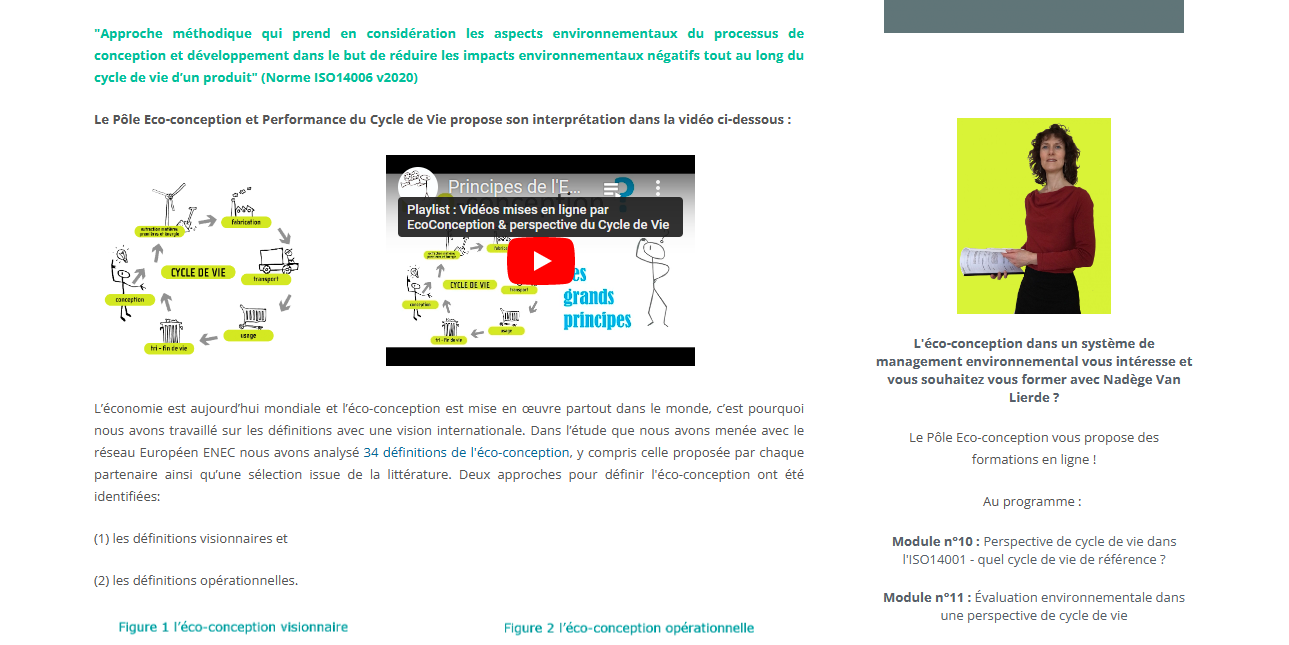 "Approche méthodique qui prend en considération les aspects environnementaux du processus de
conception et développement dans le but de réduire les impacts environnementaux négatifs tout au long du
cycle de vie d’un produit" (Norme ISO14006 v2020)
Le Pôle Eco-conception et Performance du Cycle de Vie propose son interprétation dans la vidéo ci-dessous :
extraction matières
premières et énergie
fabrication
CYCLE DE VIE
transport
conception
usage
tri - fin de vie
Principes de l'E...
conception ?
Playlist : Vidéos mises en ligne par
EcoConception & perspective du Cycle de Vie
CYCLE DE VIE
conception
usage
tri - fin de vie
es
grands
principes
L’économie est aujourd’hui mondiale et l’éco-conception est mise en œuvre partout dans le monde, c’est pourquoi
nous avons travaillé sur les définitions avec une vision internationale. Dans l’étude que nous avons menée avec le
réseau Européen ENEC nous avons analysé 34 définitions de l'éco-conception, y compris celle proposée par chaque
partenaire ainsi qu’une sélection issue de la littérature. Deux approches pour définir l'éco-conception ont été
identifiées:
(1) les définitions visionnaires et
(2) les définitions opérationnelles.
Figure 1 l’éco-conception visionnaire
Figure 2 l’éco-conception opérationnelle
L'éco-conception dans un système de
management environnemental vous intéresse et
vous souhaitez vous former avec Nadège Van
Lierde ?
Le Pôle Eco-conception vous propose des
formations en ligne !
Au programme :
Module n°10 : Perspective de cycle de vie dans
l'ISO14001 - quel cycle de vie de référence ?
Module n°11 : Évaluation environnementale dans
une perspective de cycle de vie